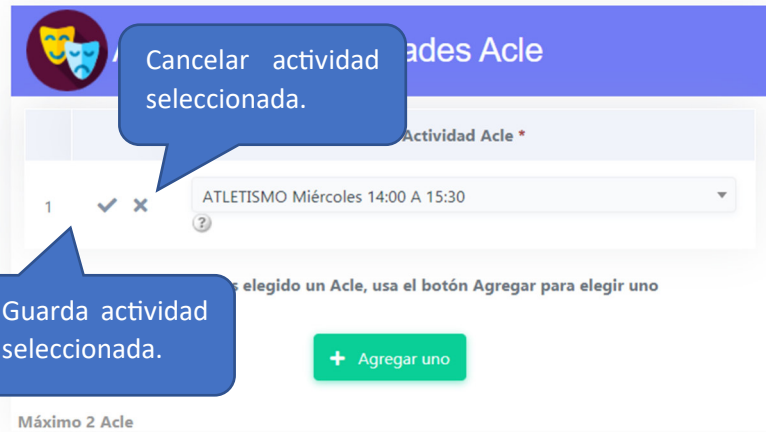 Cancelar actividad
seleccionada.
ades Acle
Actividad Acle *
1
ATLETISMO Miércoles 14:00 A 15:30
?
Guarda actividad
seleccionada.
elegido un Acle, usa el botón Agregar para elegir uno
+ Agregar uno
Máximo 2 Acle